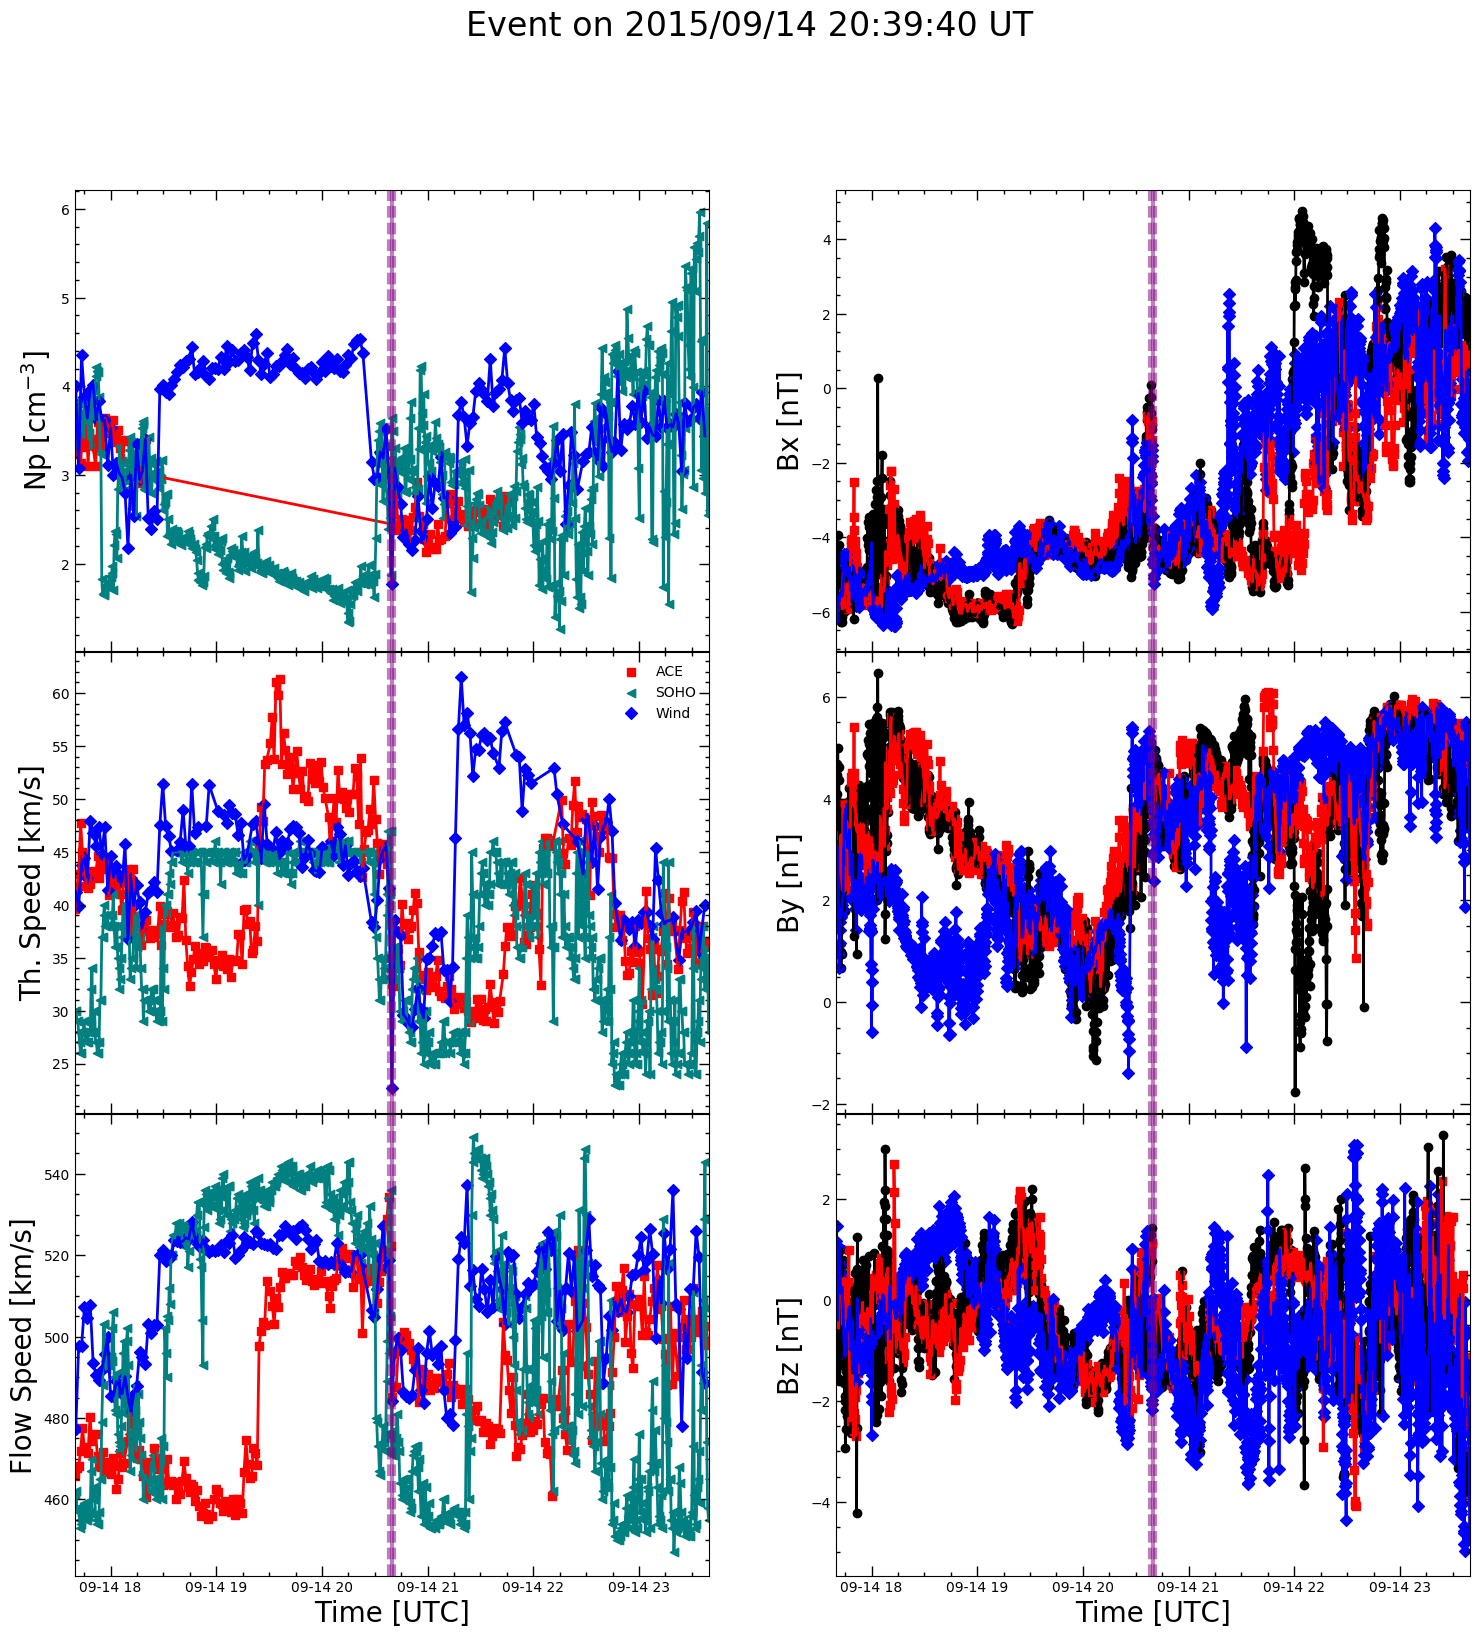 Event on 2015/09/14 20:39:40 UT
Np [cm⁻³]
6
5
4
3
2
Th. Speed [km/s]
60
55
50
45
40
35
30
25
ACE
SOHO
Wind
Flow Speed [km/s]
540
520
500
480
460
09-14 18 09-14 19 09-14 20 09-14 21 09-14 22 09-14 23
Time [UTC]
Bx [nT]
4
2
0
−2
−4
−6
By [nT]
6
4
2
0
−2
Bz [nT]
2
0
−2
−4
09-14 18 09-14 19 09-14 20 09-14 21 09-14 22 09-14 23
Time [UTC]